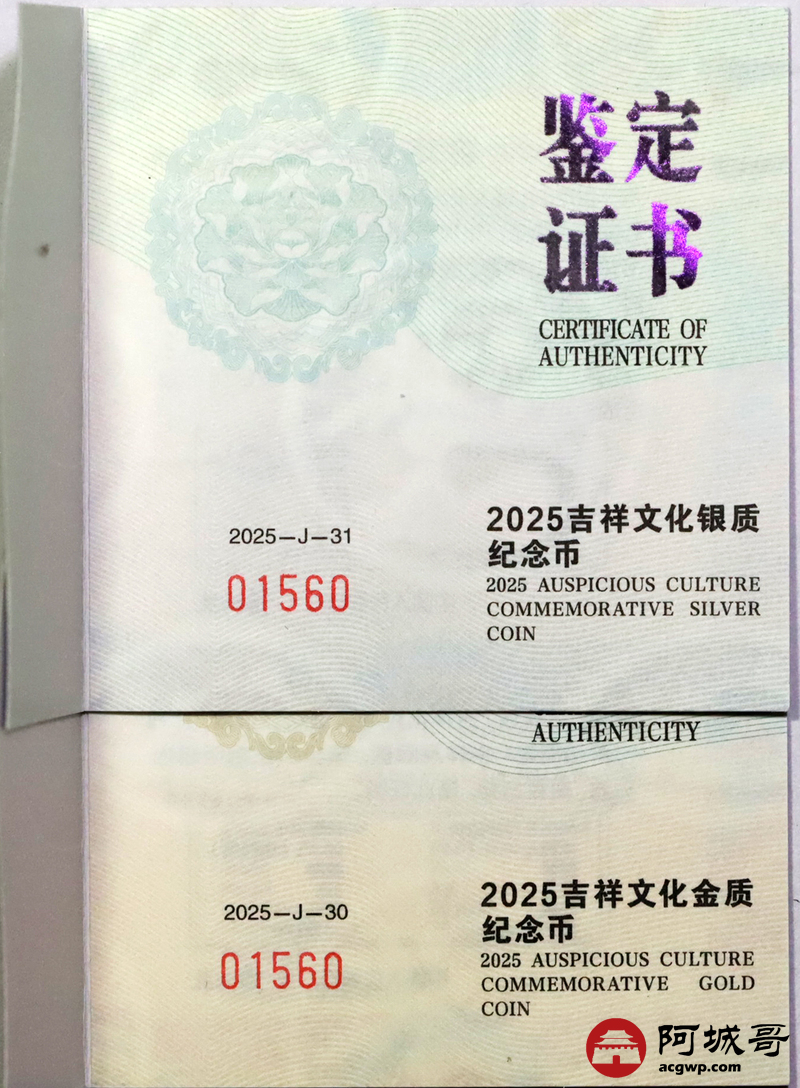 鉴定
证书
CERTIFICATE OF
AUTHENTICITY
2025—J—31
01560
2025吉祥文化银质
纪念币
2025 AUSPICIOUS CULTURE
COMMEMORATIVE SILVER
COIN
AUTHENTICITY
2025—J—30
01560
2025吉祥文化金质
纪念币
2025 AUSPICIOUS CULTURE
COMMEMORATIVE GOLD
COIN
阿城哥
acgwp.com